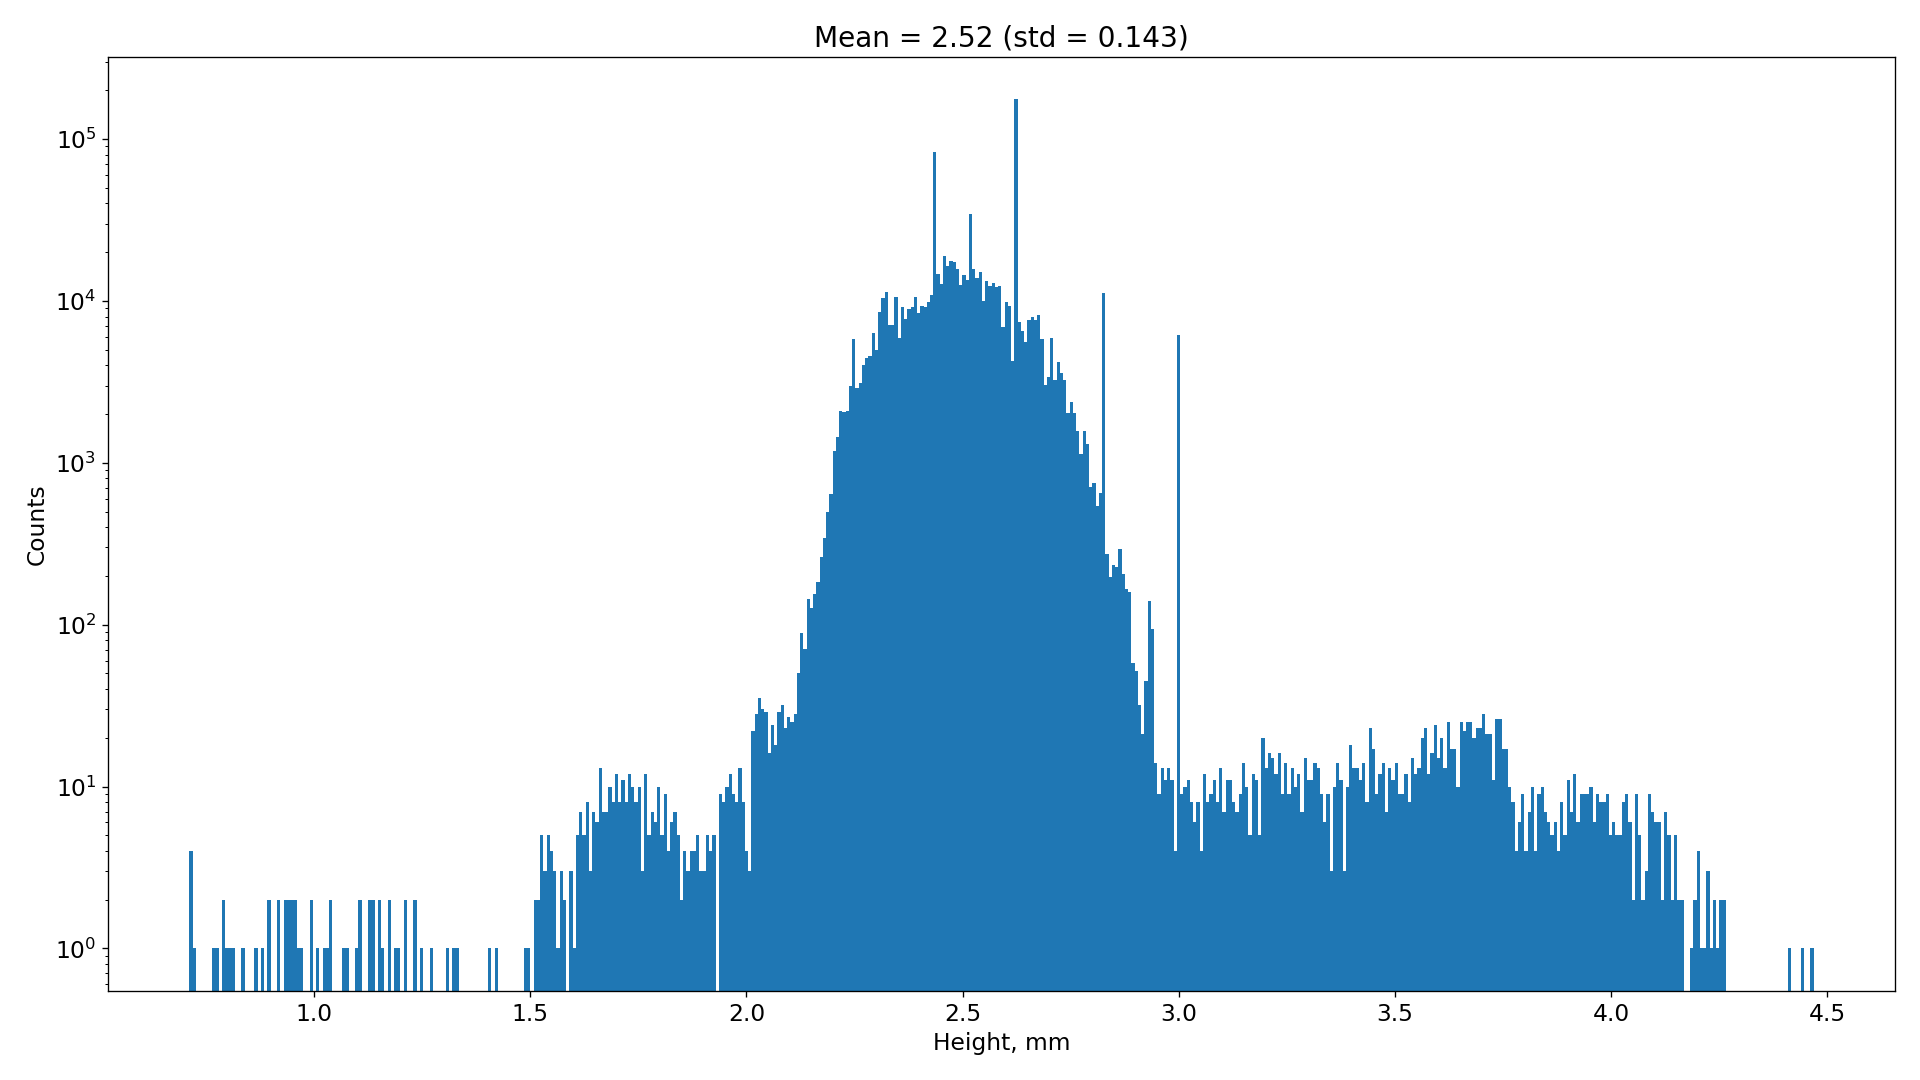 Mean = 2.52 (std = 0.143)
10⁵
10⁴
10³
10²
10¹
10⁰
Counts
1.0 1.5 2.0 2.5 3.0 3.5 4.0 4.5
Height, mm